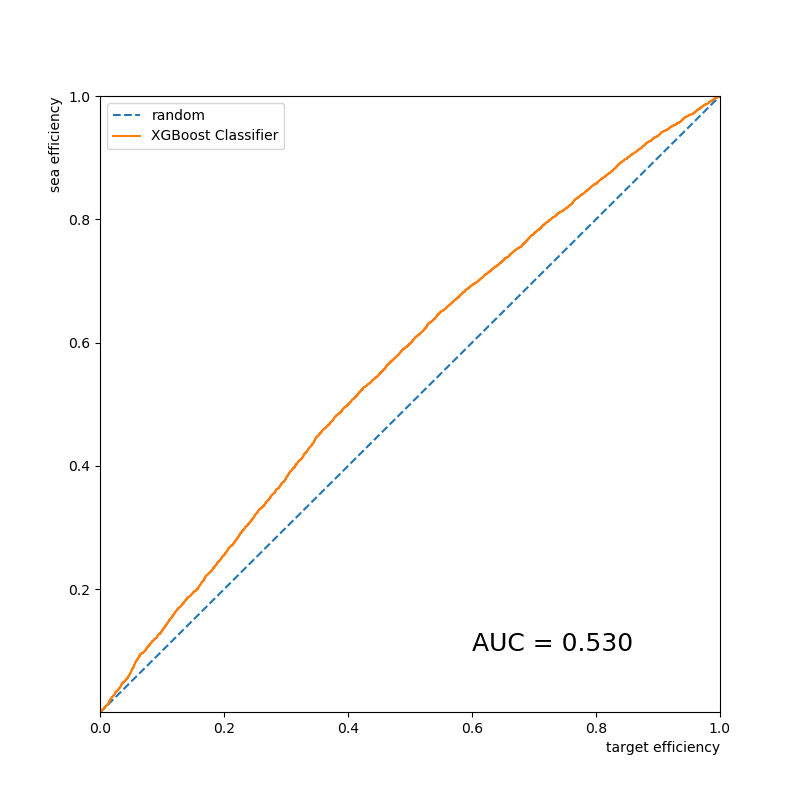 random
XGBoost Classifier
sea efficiency
1.0
0.8
0.6
0.4
0.2
AUC = 0.530
0.0
0.2
0.4
0.6
0.8
1.0
target efficiency